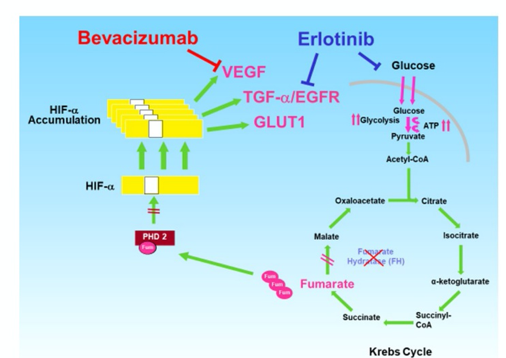 Bevacizumab
Erlotinib
VEGF
Glucose
TGF-α/EGFR
HIF-α
Accumulation
GLUT1
Glucose
Glycolysis
ATP
Pyruvate
Acetyl-CoA
HIF-α
Oxaloacetate
Citrate
PHD 2
Fum
Malate
Isocitrate
Fumarate
Hydratase (FH)
Fum
Fum
Fum
Fumarate
α-ketoglutarate
Succinate
Succinyl-
CoA
Krebs Cycle